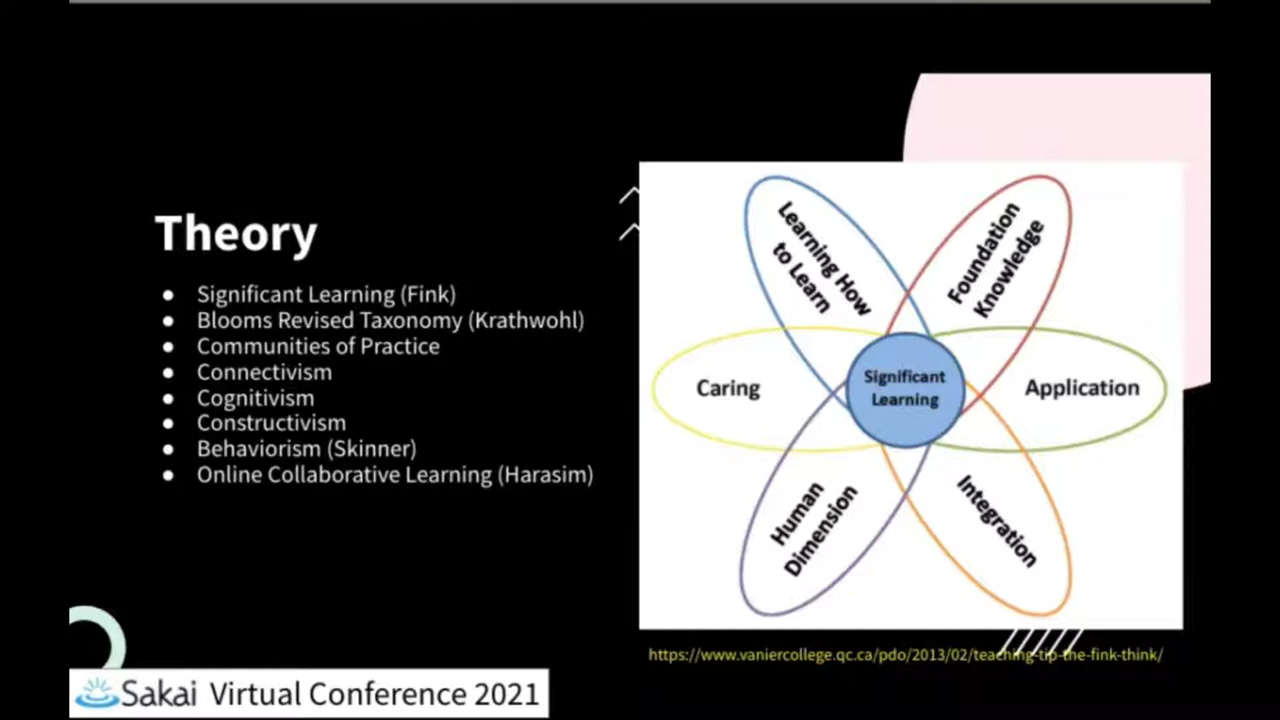 Theory
● Significant Learning (Fink)
● Blooms Revised Taxonomy (Krathwohl)
● Communities of Practice
● Connectivism
● Cognitivism
● Constructivism
● Behaviorism (Skinner)
● Online Collaborative Learning (Harasim)
Learning How
to Learn
Foundation
Knowledge
Caring
Significant
Learning
Application
Human
Dimension
Integration
https://www.vaniercollege.qc.ca/pdo/2013/02/teaching-tip-the-fink-think/
Sakai Virtual Conference 2021